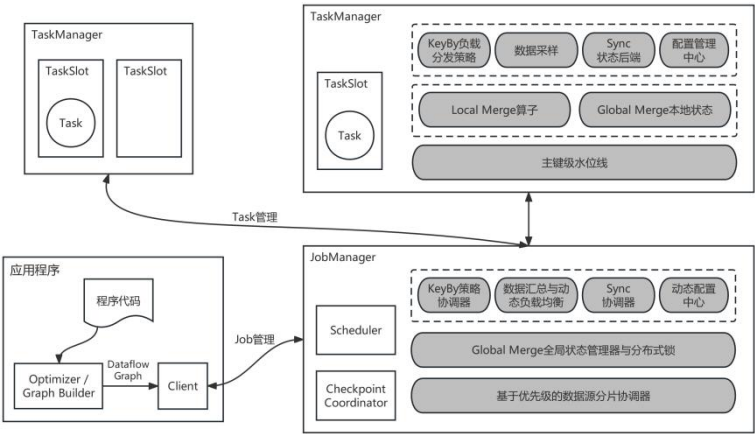 TaskManager
TaskSlot
TaskSlot
Task
TaskManager
TaskSlot
Task
KeyBy负载
分发策略
数据采样
Sync
状态后端
配置管理
中心
Local Merge算子
Global Merge本地状态
主键级水位线
Task管理
应用程序
程序代码
Optimizer /
Graph Builder
Dataflow
Graph
Client
Job管理
JobManager
Scheduler
Checkpoint
Coordinator
KeyBy策略
协调器
数据汇总与动
态负载均衡
Sync
协调器
动态配置
中心
Global Merge全局状态管理器与分布式锁
基于优先级的数据源分片协调器